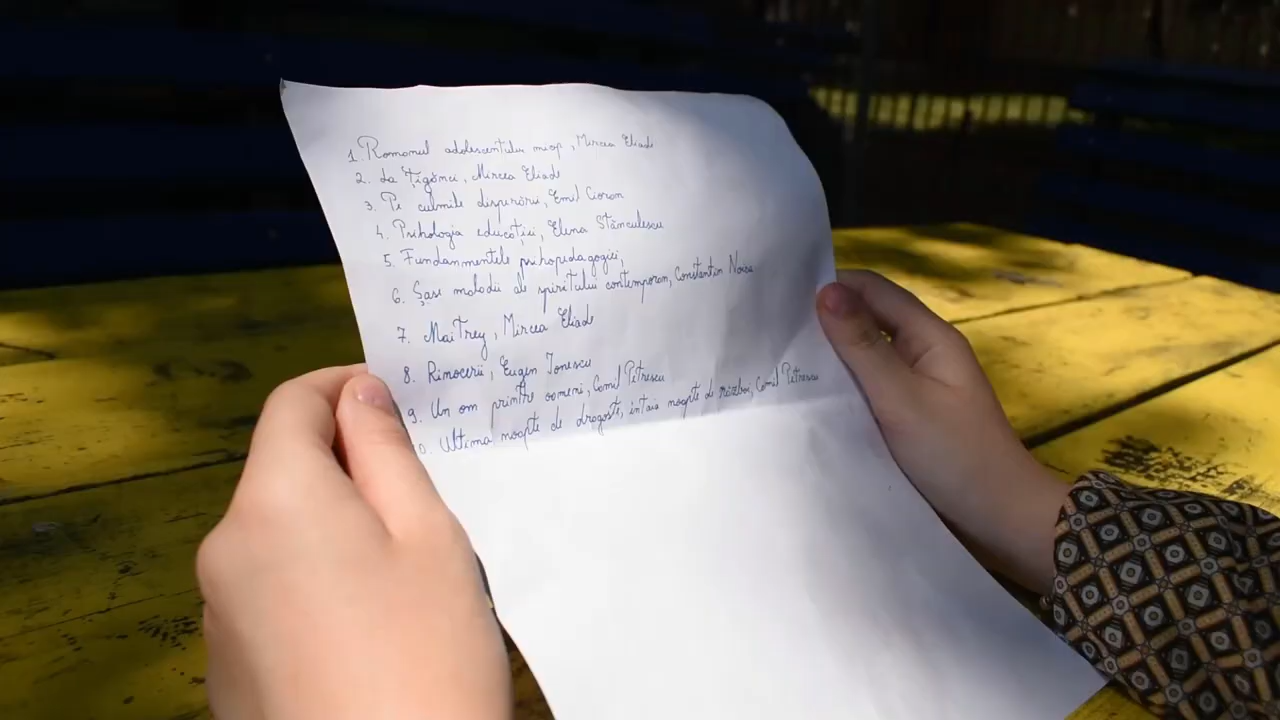 1. Romanul adolescentului miop, Mircea Eliade
2. La Țigănci, Mircea Eliade
3. Pe culmile disperării, Emil Cioran
4. Psihologia educației, Elena Stănculescu
5. Fundanmentele psihopedagogiei,
6. Șase maladii ale spiritului contemporan, Constantin Noica
7. MaiTrey, Mircea Eliade
8. Rinocerii, Eugen Ionescu
9. Un om printre oameni, Camil Petrescu
0. Ultima noapte de dragoste, întaia noapte de război, Camil Petrescu